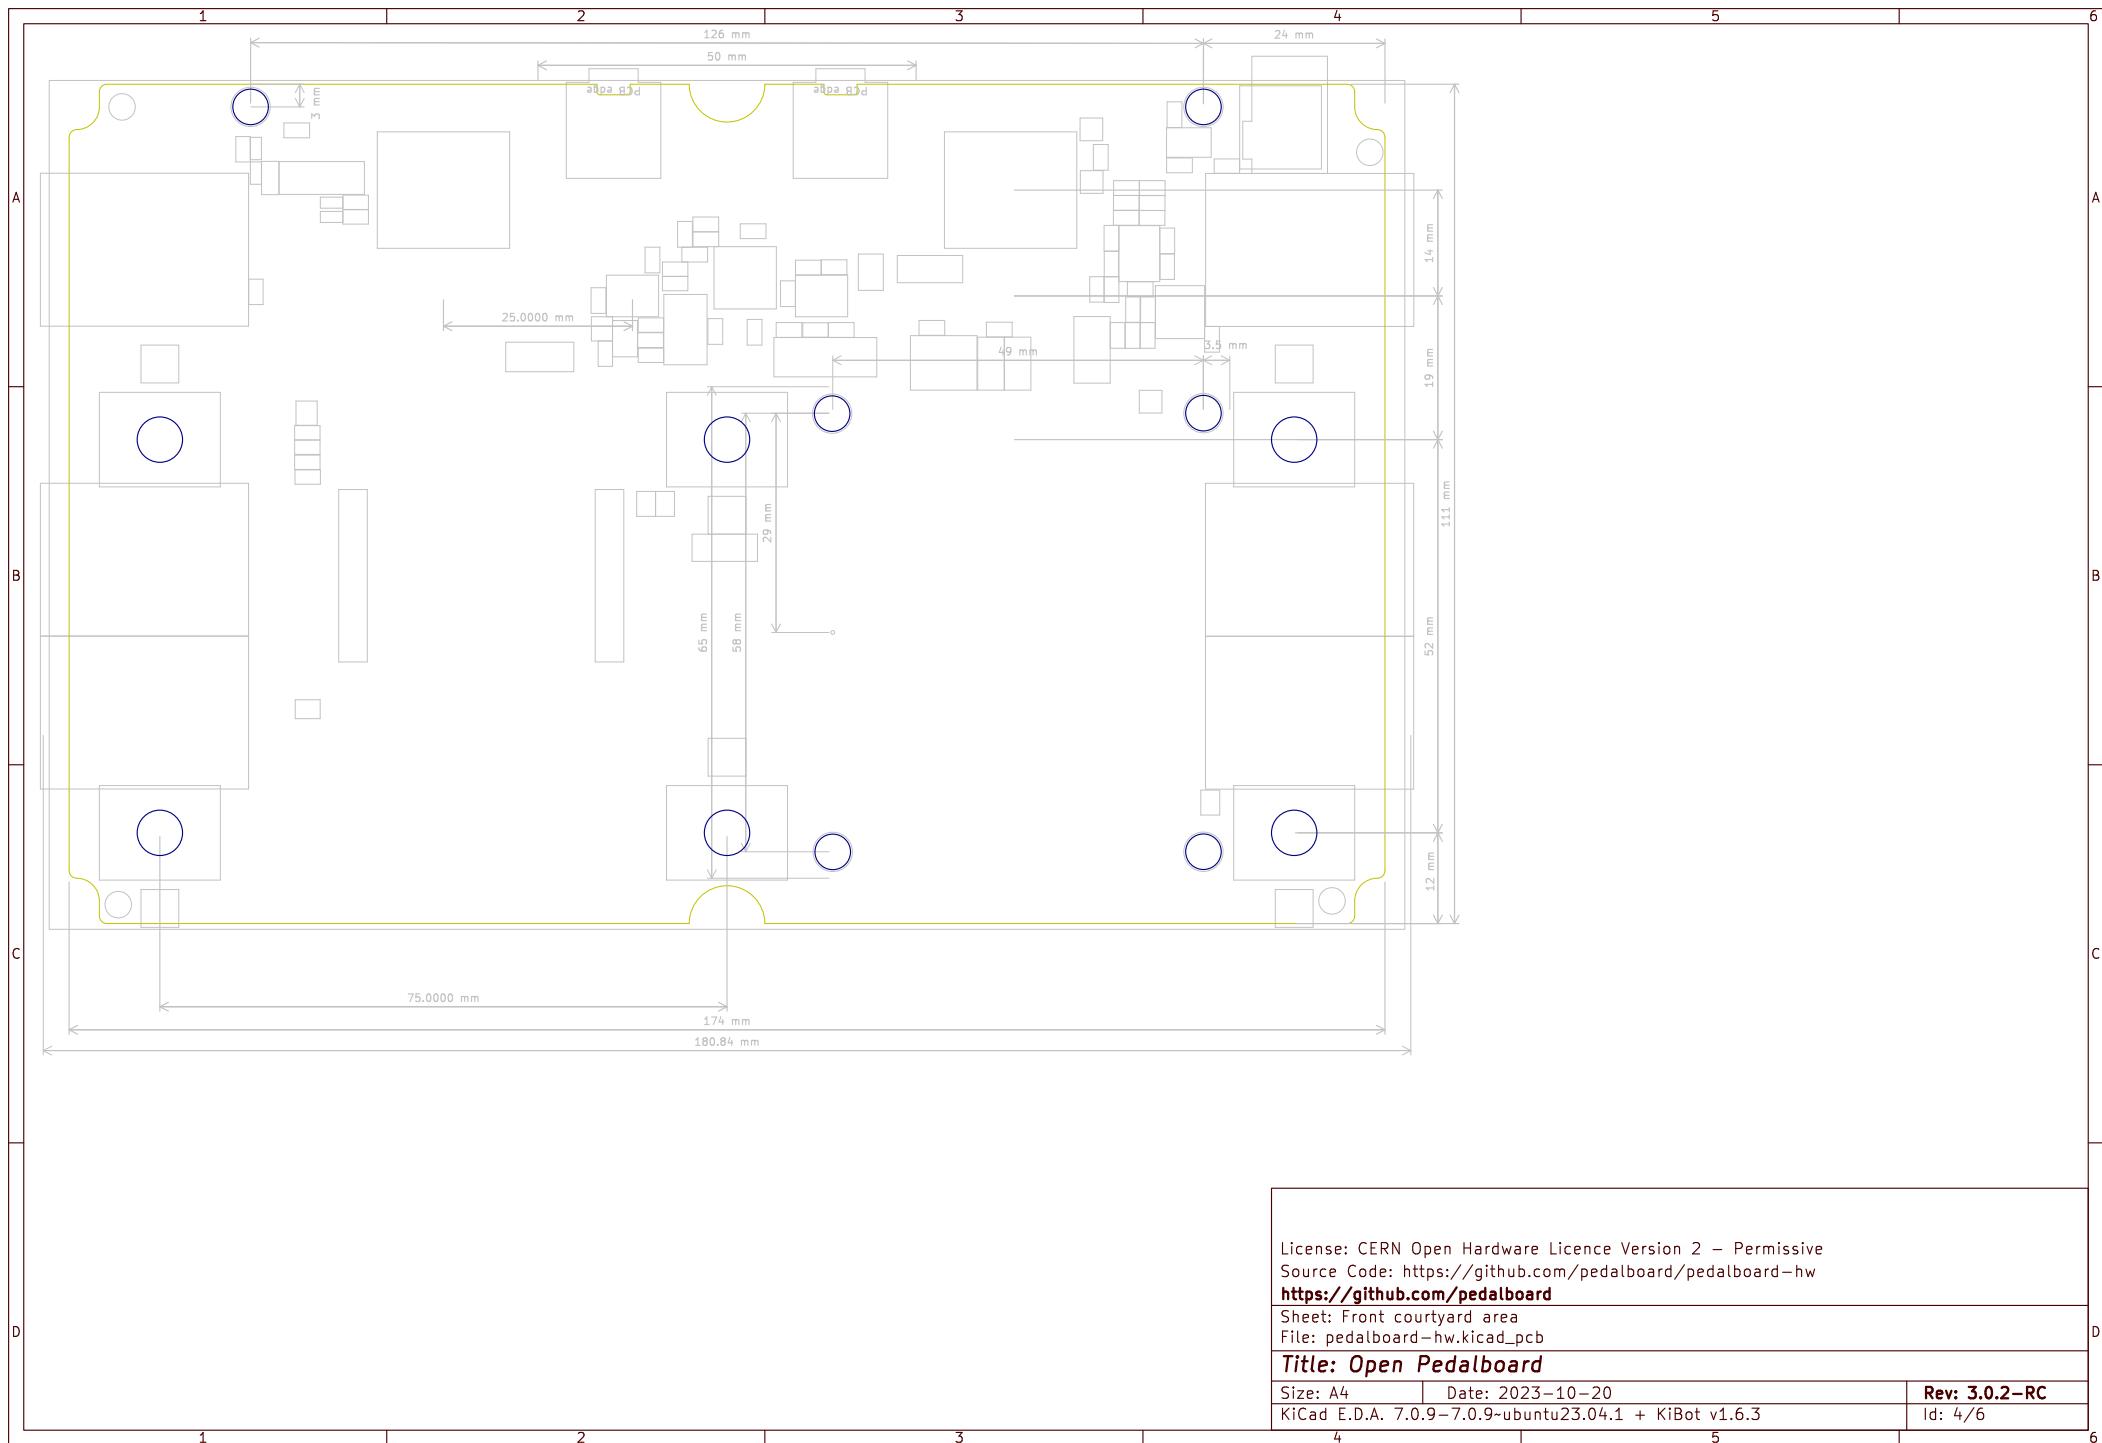 1 2 3 4 5 6
126 mm
24 mm
50 mm
PCB edge
PCB edge
3 mm
A A
14 mm
25.0000 mm
3.5 mm
49 mm
19 mm
111 mm
29 mm
B B
65 mm
58 mm
52 mm
12 mm
C C
75.0000 mm
174 mm
180.84 mm
License: CERN Open Hardware Licence Version 2 - Permissive
Source Code: https://github.com/pedalboard/pedalboard-hw
https://github.com/pedalboard
Sheet: Front courtyard area
D D
File: pedalboard-hw.kicad_pcb
Title: Open Pedalboard
Size: A4 Date: 2023-10-20 Rev: 3.0.2-RC
KiCad E.D.A. 7.0.9-7.0.9~ubuntu23.04.1 + KiBot v1.6.3 Id: 4/6
1 2 3 4 5 6